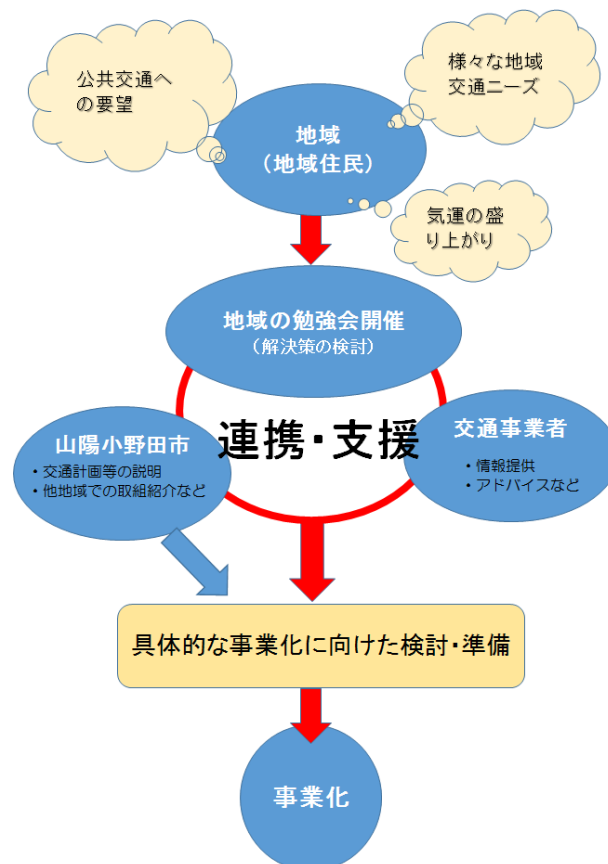 公共交通へ
の要望
様々な地域
交通ニーズ
地域
（地域住民）
気運の盛
り上がり
地域の勉強会開催
（解決策の検討）
連携・支援
山陽小野田市
・交通計画等の説明
・他地域での取組紹介など
交通事業者
・情報提供
・アドバイスなど
具体的な事業化に向けた検討・準備
事業化